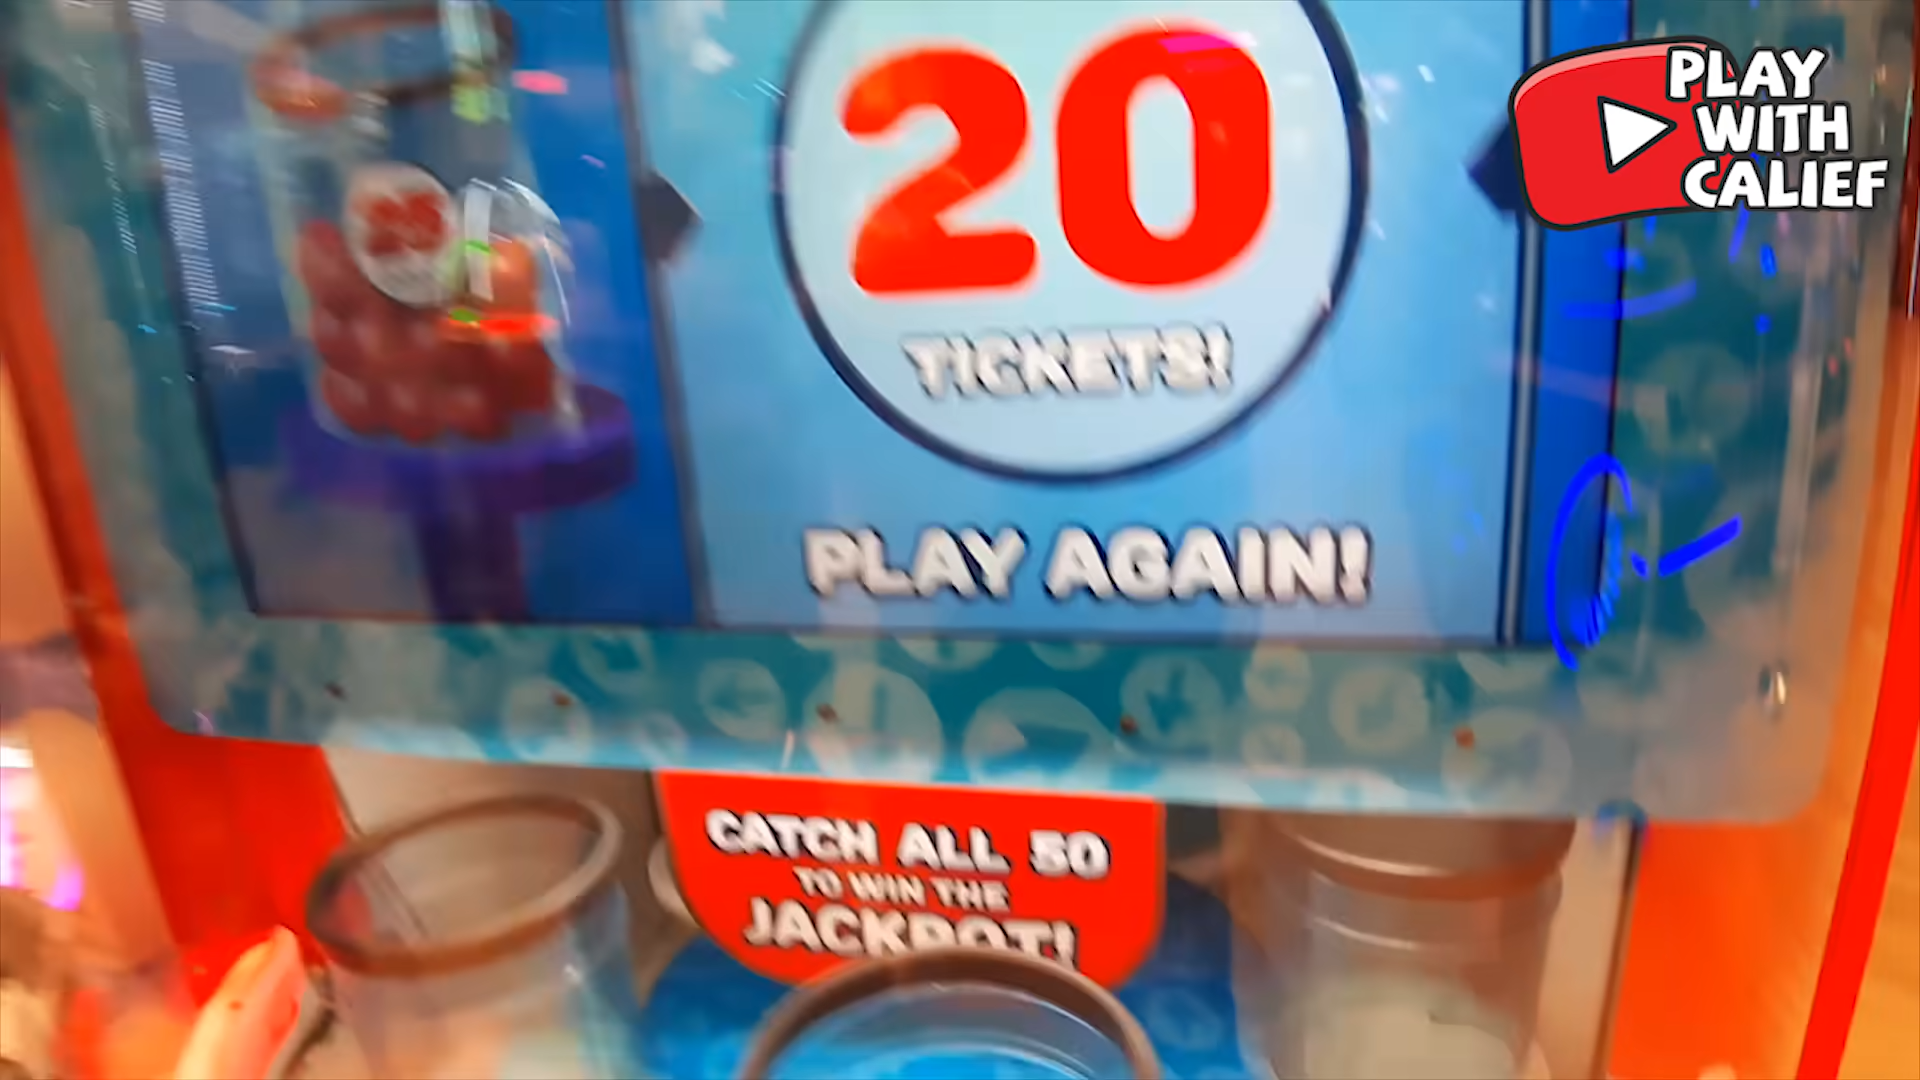 20
TICKETS!
PLAY AGAIN!
CATCH ALL 50
TO WIN THE
JACKPOT!
PLAY
WITH
CALIEF